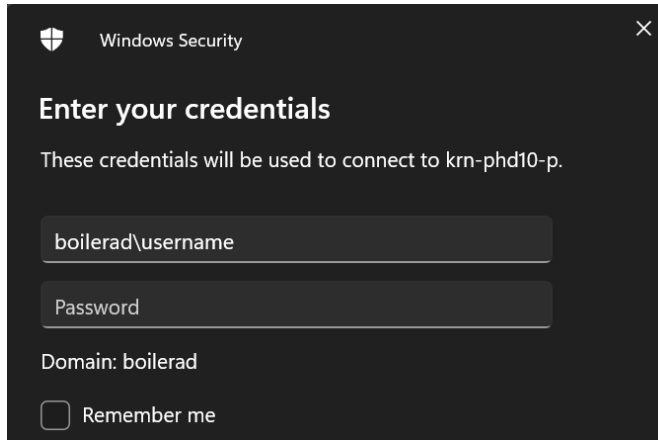 Windows Security
Enter your credentials
These credentials will be used to connect to krn-phd10-p.
boilerad\username
Password
Domain: boilerad
Remember me